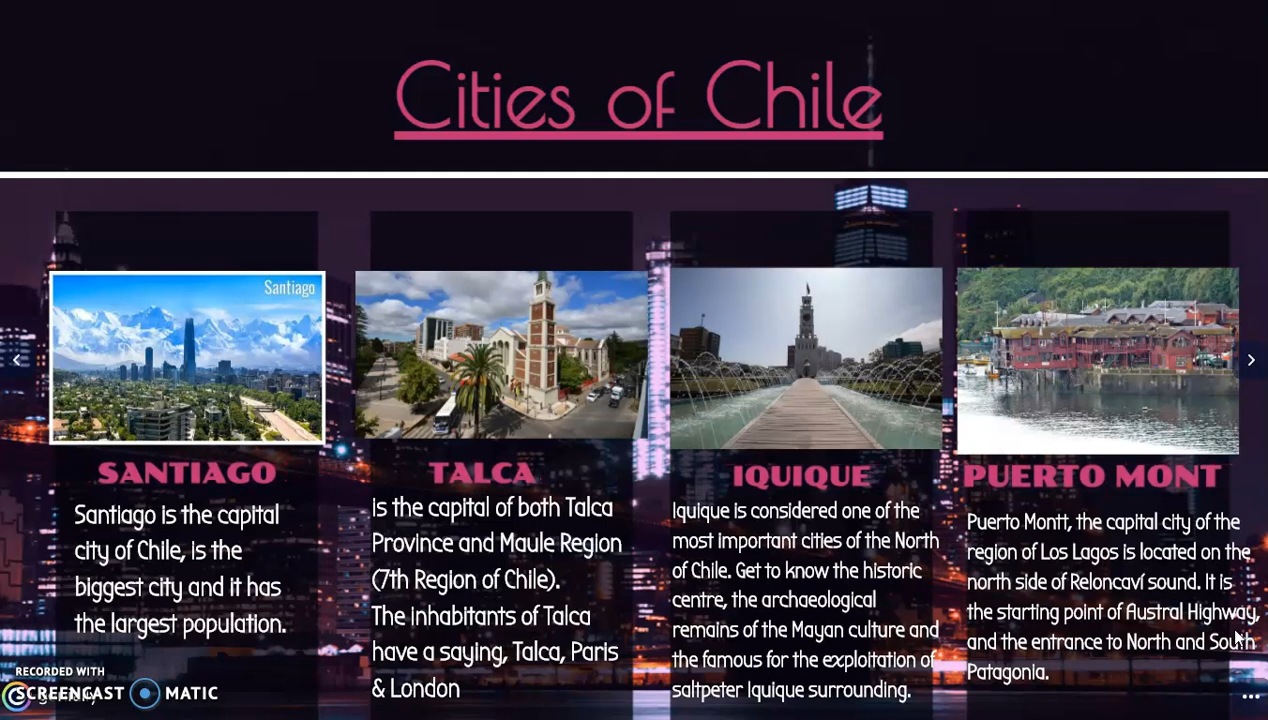 Cities of Chile
Santiago
SANTIAGO
Santiago is the capital
city of Chile, is the
biggest city and it has
the largest population.
TALCA
is the capital of both Talca
Province and Maule Region
(7th Region of Chile).
The inhabitants of Talca
have a saying, Talca, Paris
& London
IQUIQUE
Iquique is considered one of the
most important cities of the North
of Chile. Get to know the historic
centre, the archaeological
remains of the Mayan culture and
the famous for the exploitation of
saltpeter Iquique surrounding.
PUERTO MONT
Puerto Montt, the capital city of the
region of Los Lagos is located on the
north side of Reloncaví sound. It is
the starting point of Austral Highway,
and the entrance to North and South
Patagonia.
RECORDED WITH
SCREENCAST MATIC